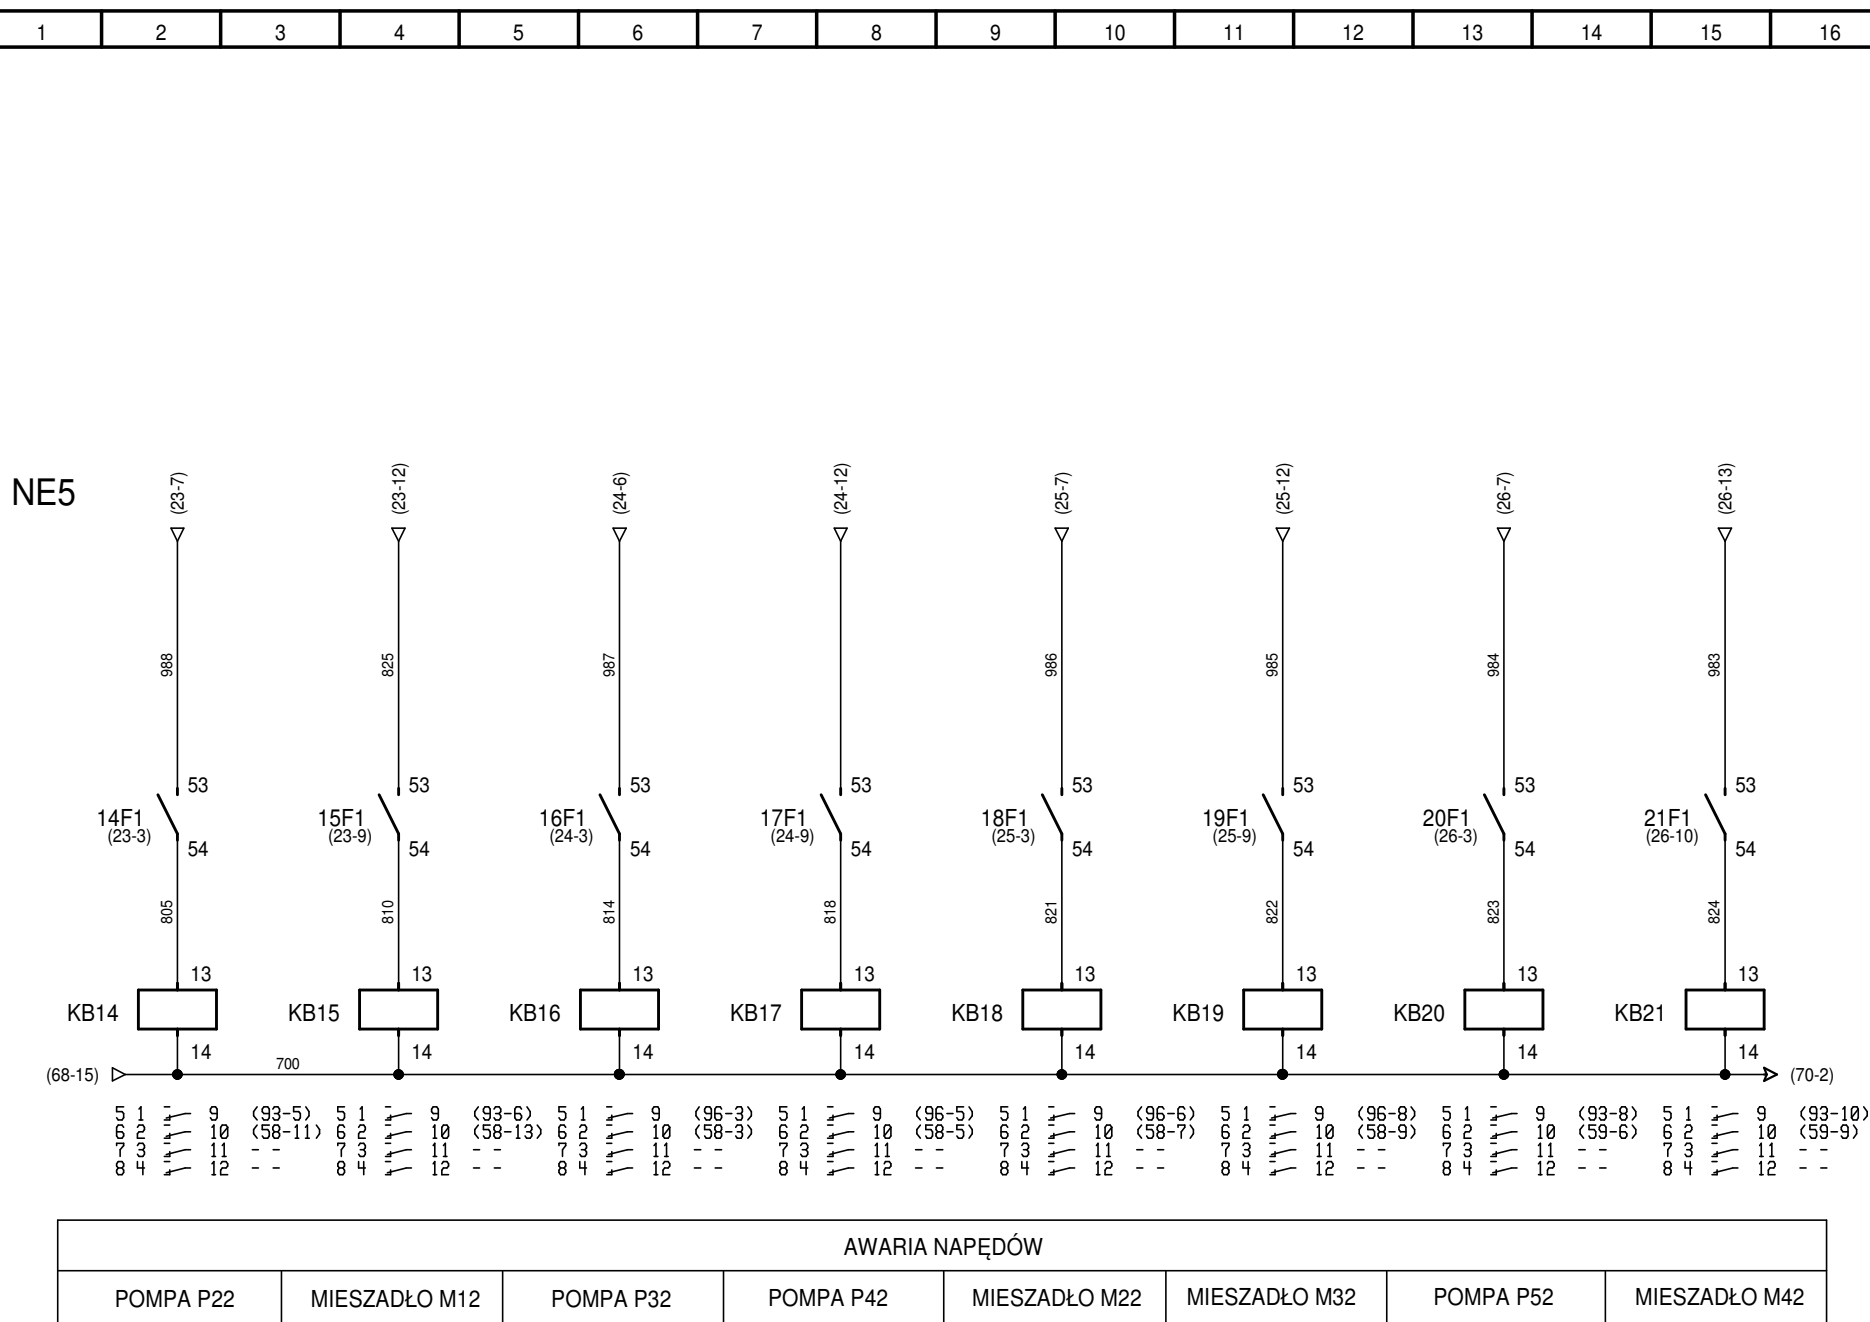 1 2 3 4 5 6 7 8 9 10 11 12 13 14 15 16
NE5 (23-7) (23-12) (24-6) (24-12) (25-7) (25-12) (26-7) (26-13)
988 825 987 986 985 984 983
53 53 53 53 53 53 53 53
14F1 15F1 16F1 17F1 18F1 19F1 20F1 21F1
(23-3) (23-9) (24-3) (24-9) (25-3) (25-9) (26-3) (26-10)
54 54 54 54 54 54 54 54
805 810 814 818 821 822 823 824
13 13 13 13 13 13 13 13
KB14 KB15 KB16 KB17 KB18 KB19 KB20 KB21
14 14 14 14 14 14 14 14
(68-15) 700 (70-2)
5 1 9 (93-5) 5 1 9 (93-6) 5 1 9 (96-3) 5 1 9 (96-5) 5 1 9 (96-6) 5 1 9 (96-8) 5 1 9 (93-8) 5 1 9 (93-10)
6 2 10 (58-11) 6 2 10 (58-13) 6 2 10 (58-3) 6 2 10 (58-5) 6 2 10 (58-7) 6 2 10 (58-9) 6 2 10 (59-6) 6 2 10 (59-9)
7 3 11 - - 7 3 11 - - 7 3 11 - - 7 3 11 - - 7 3 11 - - 7 3 11 - - 7 3 11 - - 7 3 11 - -
8 4 12 - - 8 4 12 - - 8 4 12 - - 8 4 12 - - 8 4 12 - - 8 4 12 - - 8 4 12 - - 8 4 12 - -
AWARIA NAPĘDÓW
POMPA P22 MIESZADŁO M12 POMPA P32 POMPA P42 MIESZADŁO M22 MIESZADŁO M32 POMPA P52 MIESZADŁO M42